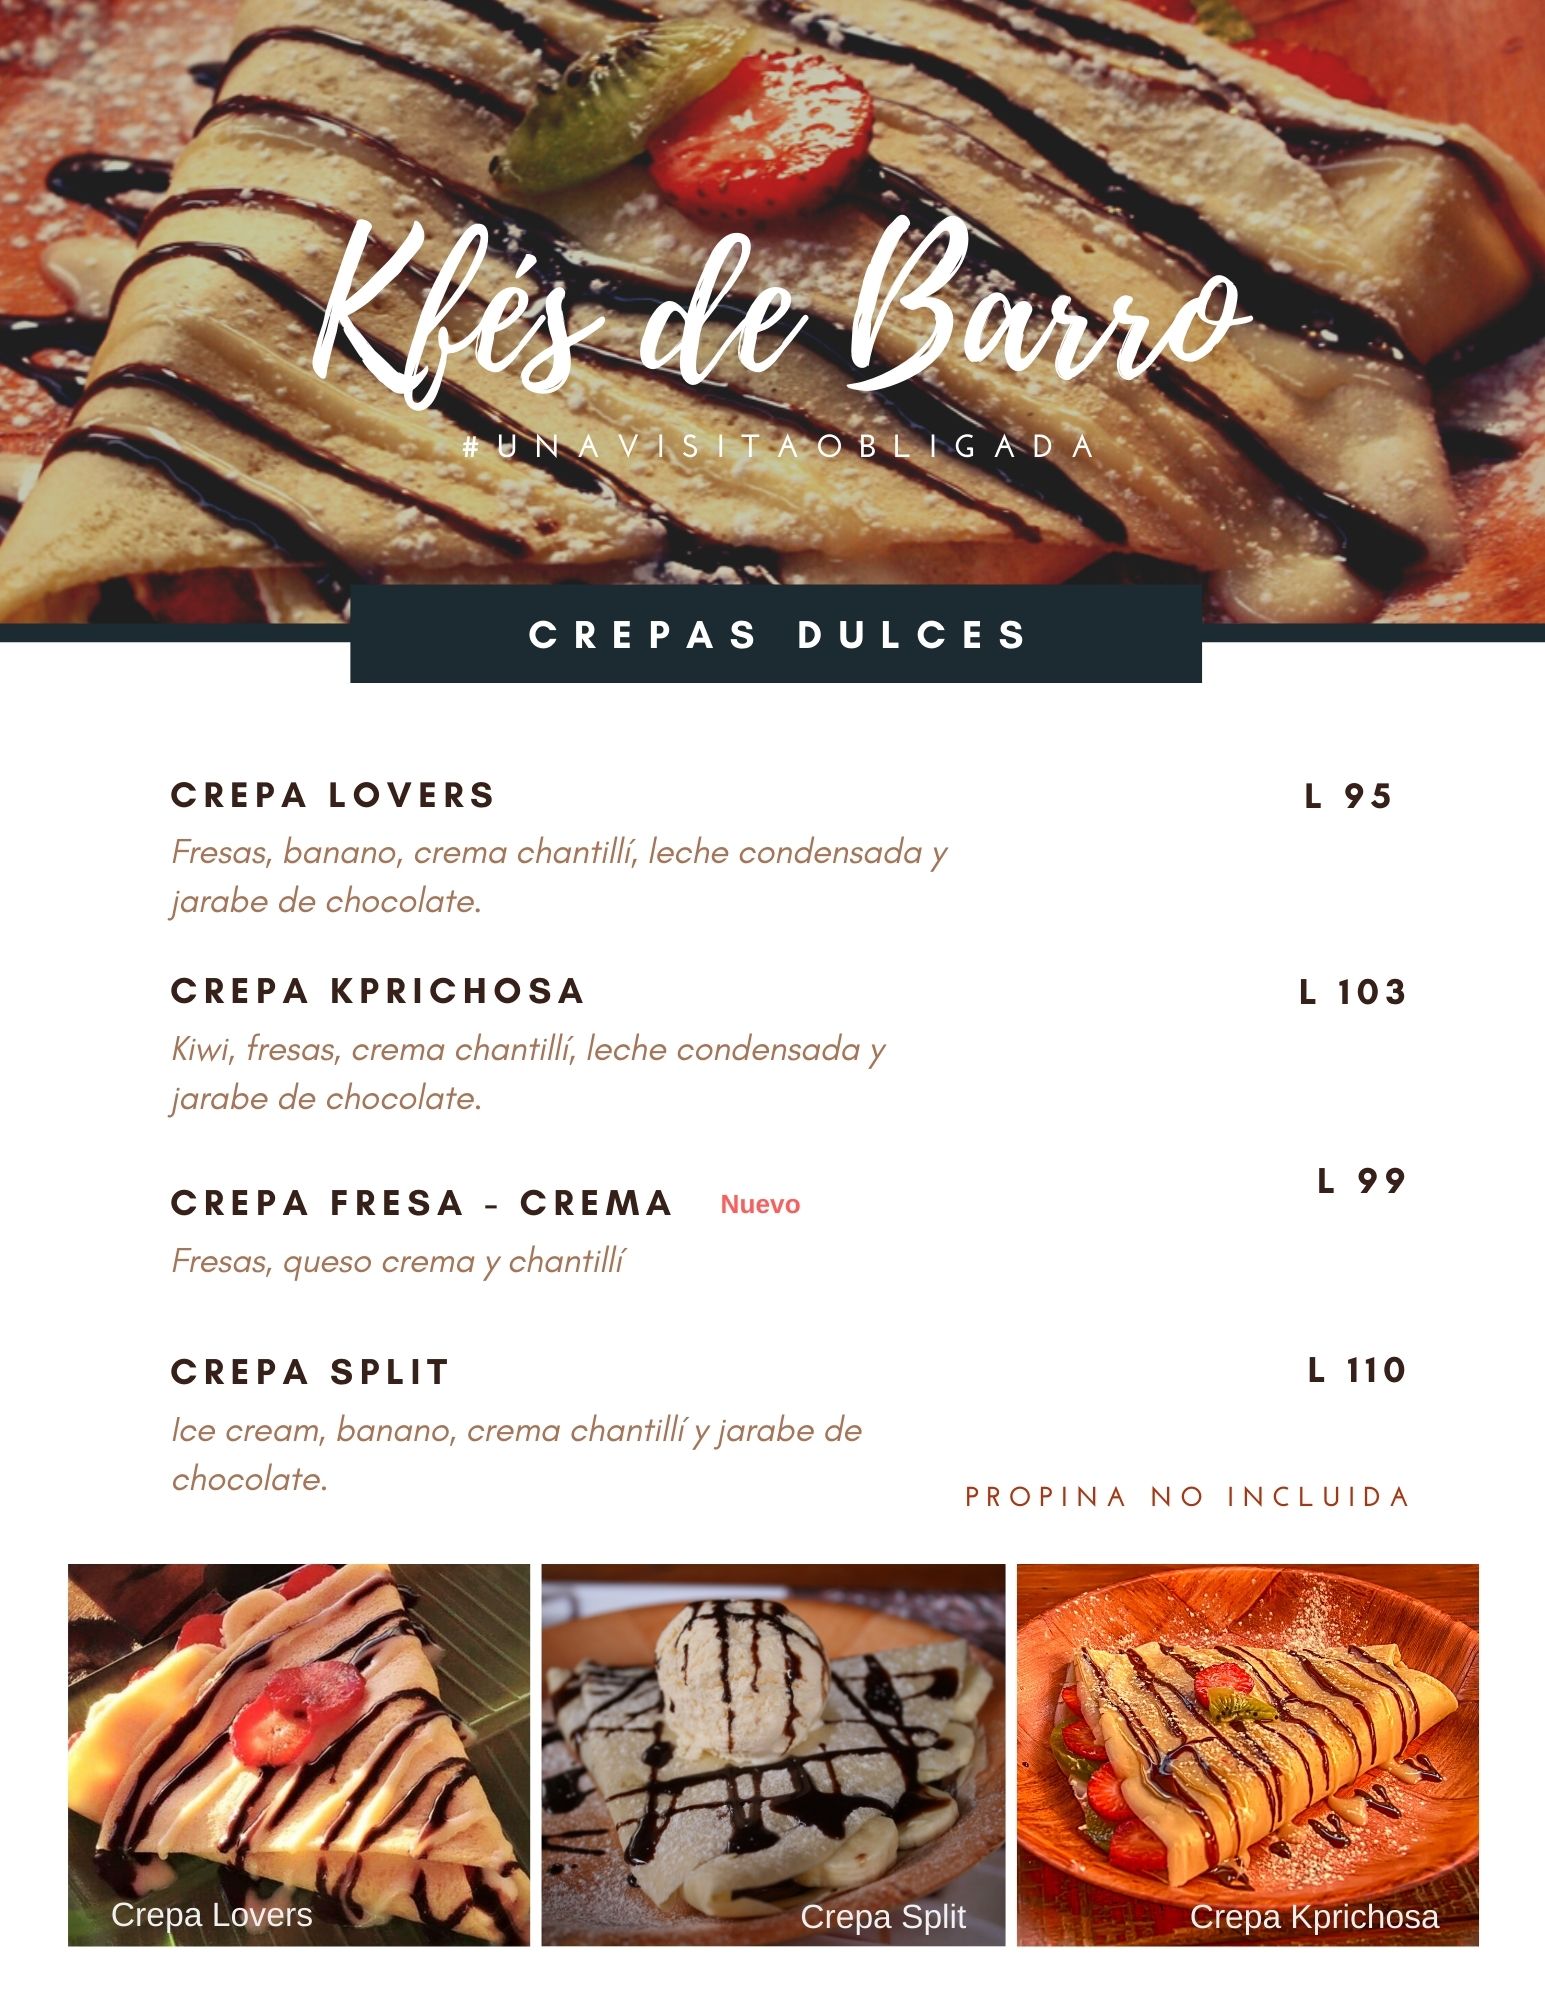 Kfés de Barro
#UNAVISITAOBLIGADA
CREPAS DULCES
CREPA LOVERS L 95
Fresas, banano, crema chantillí, leche condensada y
jarabe de chocolate.
CREPA KPRICHOSA L 103
Kiwi, fresas, crema chantillí, leche condensada y
jarabe de chocolate.
CREPA FRESA - CREMA Nuevo L 99
Fresas, queso crema y chantillí
CREPA SPLIT L 110
Ice cream, banano, crema chantillí y jarabe de
chocolate.
PROPINA NO INCLUIDA
Crepa Lovers
Crepa Split
Crepa Kprichosa